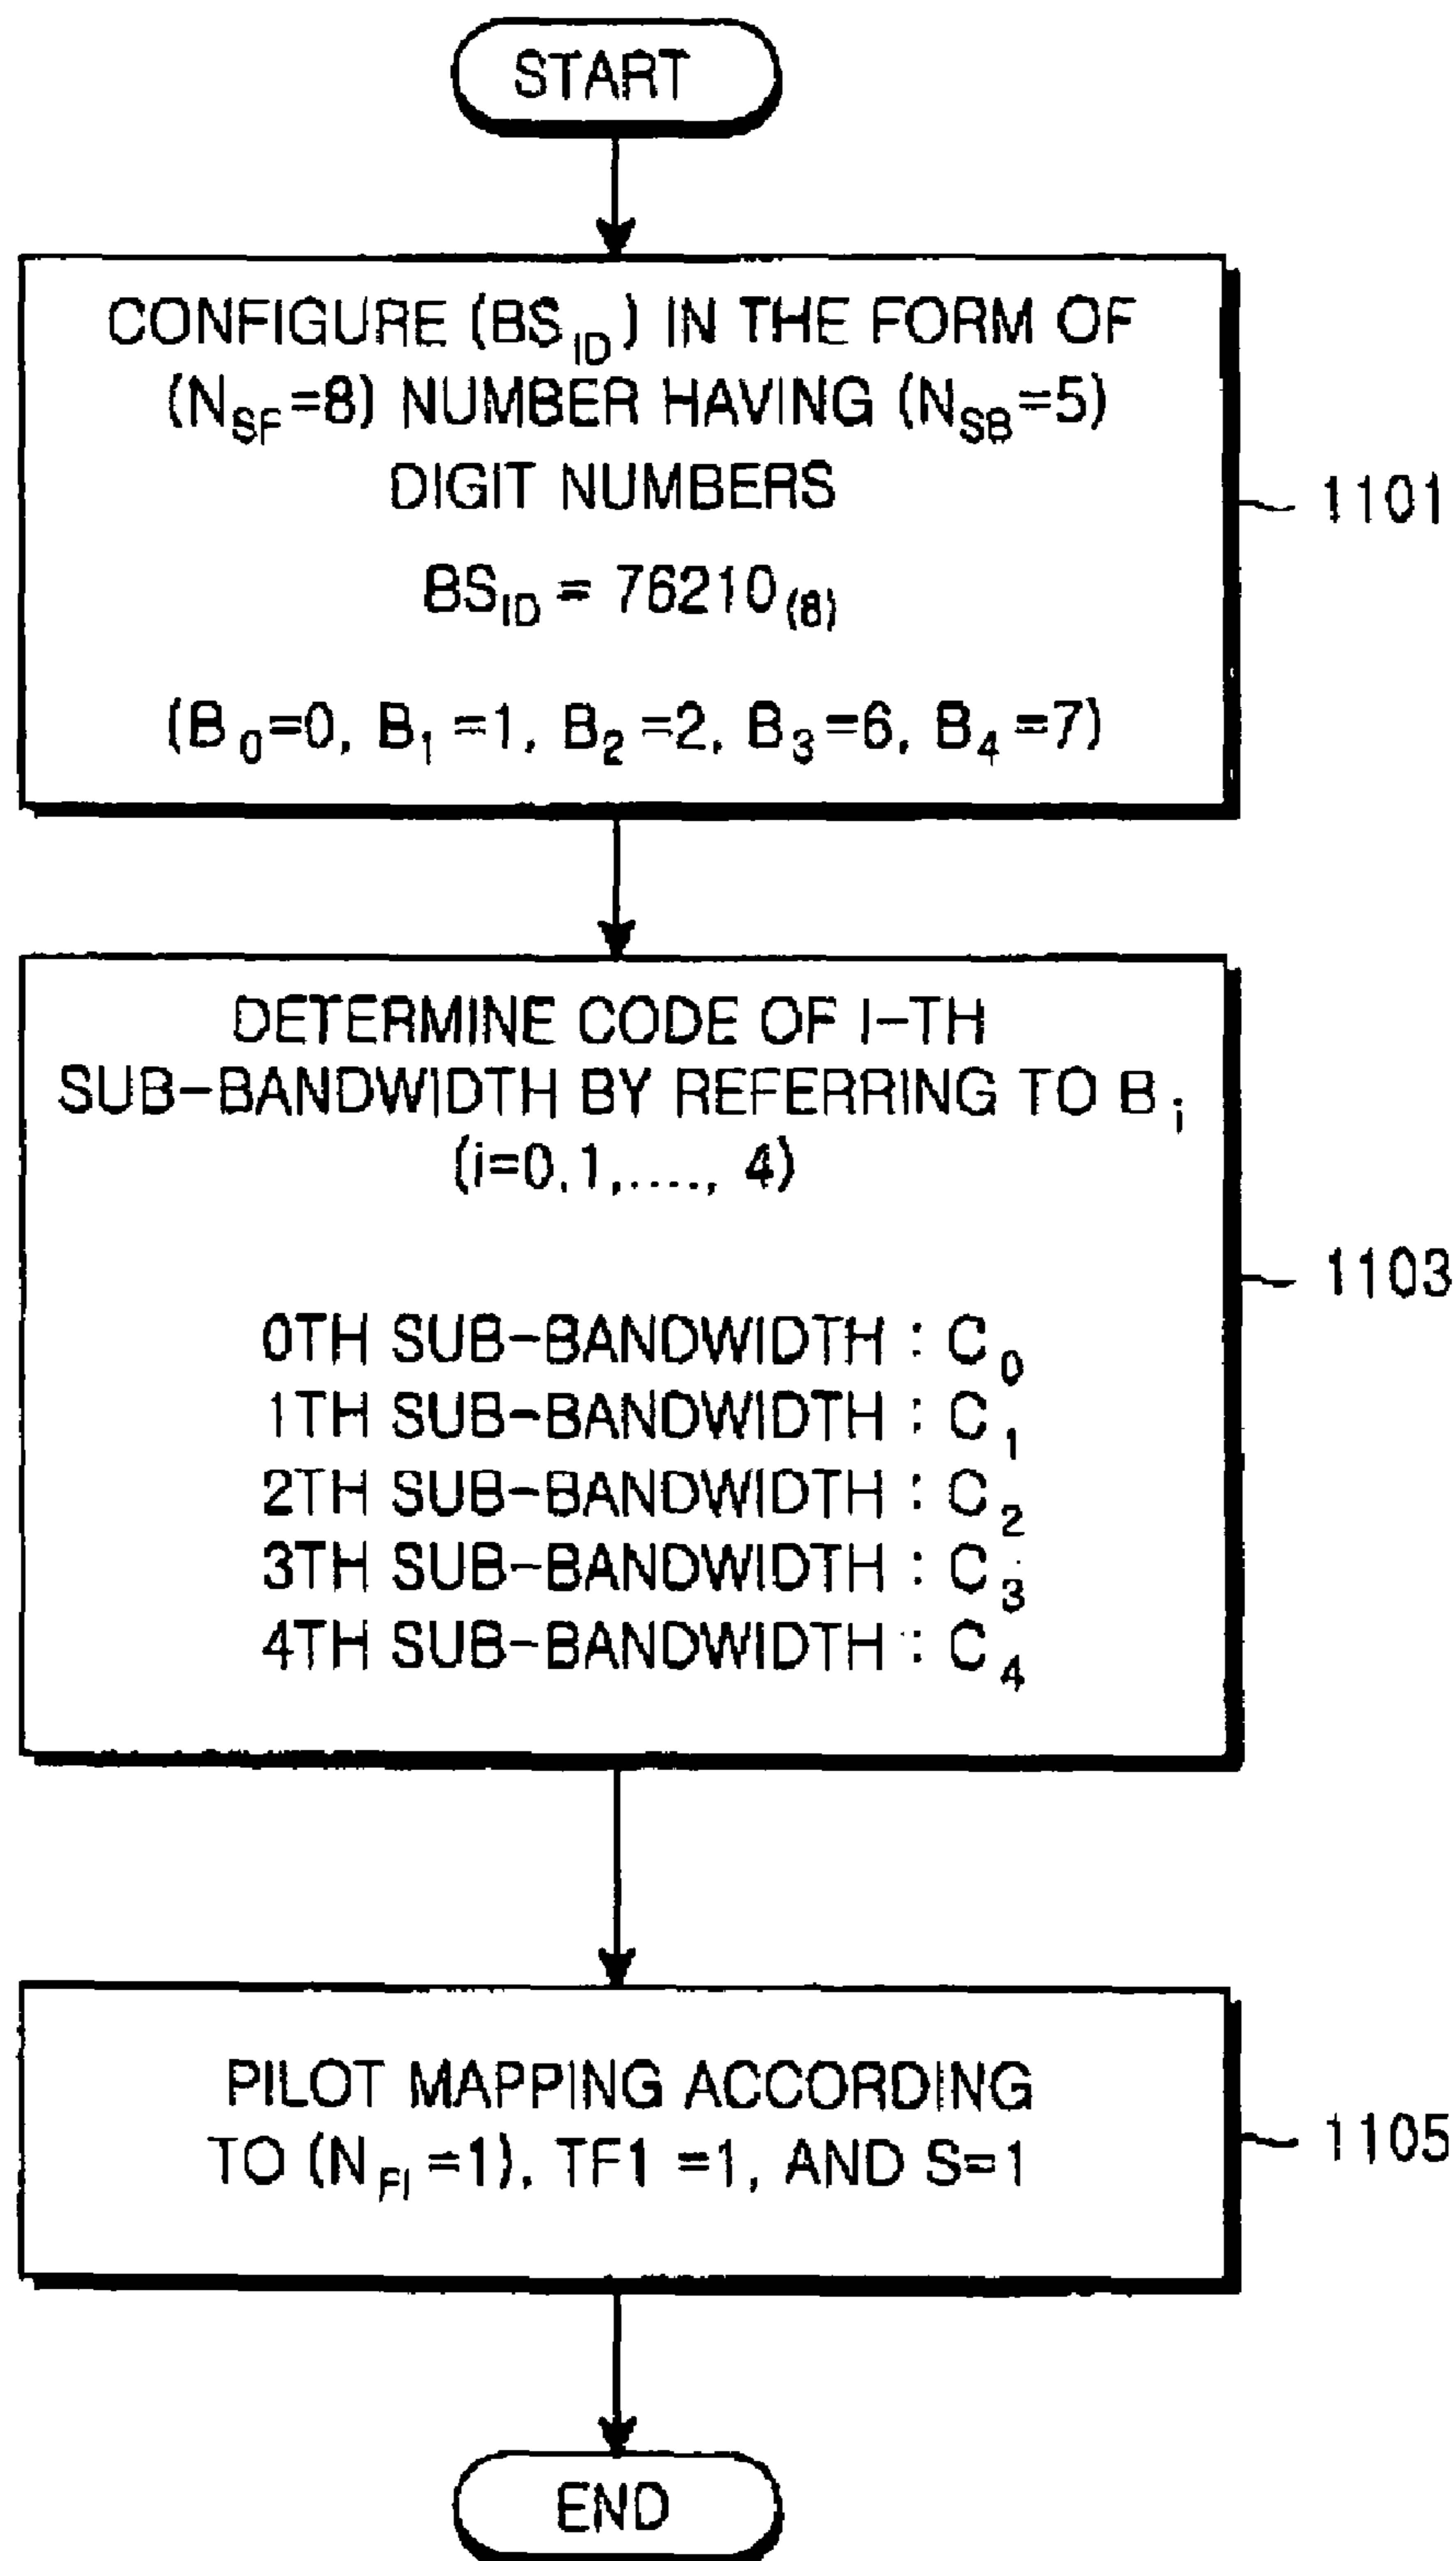 START
CONFIGURE (BS_ID) IN THE FORM OF
(N_SF=8) NUMBER HAVING (N_SB=5)
DIGIT NUMBERS
BS_ID = 76210_(8)
(B_0=0, B_1=1, B_2=2, B_3=6, B_4=7)
1101
DETERMINE CODE OF I-TH
SUB-BANDWIDTH BY REFERRING TO B_i
(i=0,1,...., 4)
0TH SUB-BANDWIDTH : C_0
1TH SUB-BANDWIDTH : C_1
2TH SUB-BANDWIDTH : C_2
3TH SUB-BANDWIDTH : C_3
4TH SUB-BANDWIDTH : C_4
1103
PILOT MAPPING ACCORDING
TO (N_FI=1), TF1=1, AND S=1
1105
END